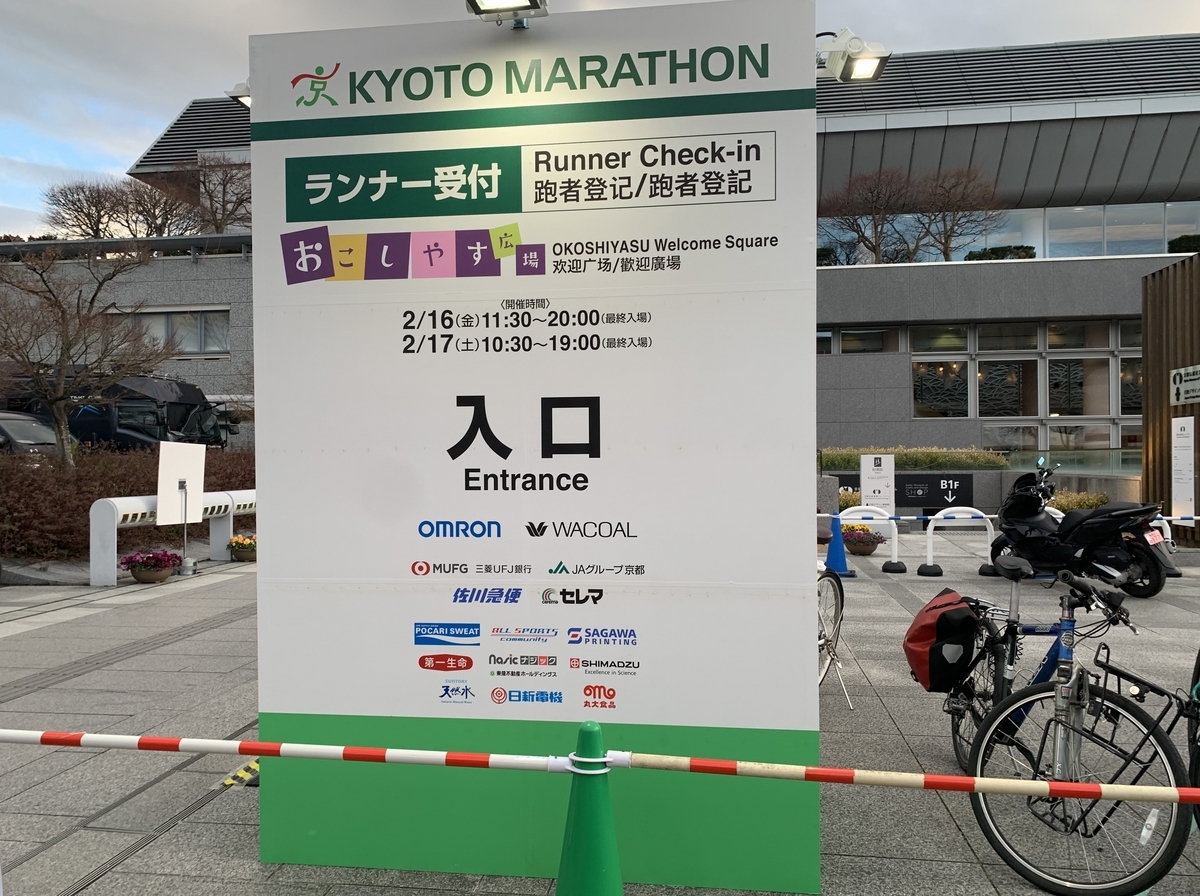 KYOTO MARATHON
ランナー受付
Runner Check-in
跑者登记/跑者登記
おこしやす広場
OKOSHIYASU Welcome Square
欢迎广场/歡迎廣場
〈開催時間〉
2/16(金)11:30〜20:00(最終入場)
2/17(土)10:30〜19:00(最終入場)
入口
Entrance
OMRON WACOAL
MUFG 三菱UFJ銀行 JAグループ京都
佐川急便 セレマ
POCARI SWEAT ALL SPORTS community SAGAWA PRINTING
第一生命 Nasic ナジック 東 SHIMADZU
Excellence in Science
SUNTORY 天然水 日新電機 丸大食品
B1F
SHOP